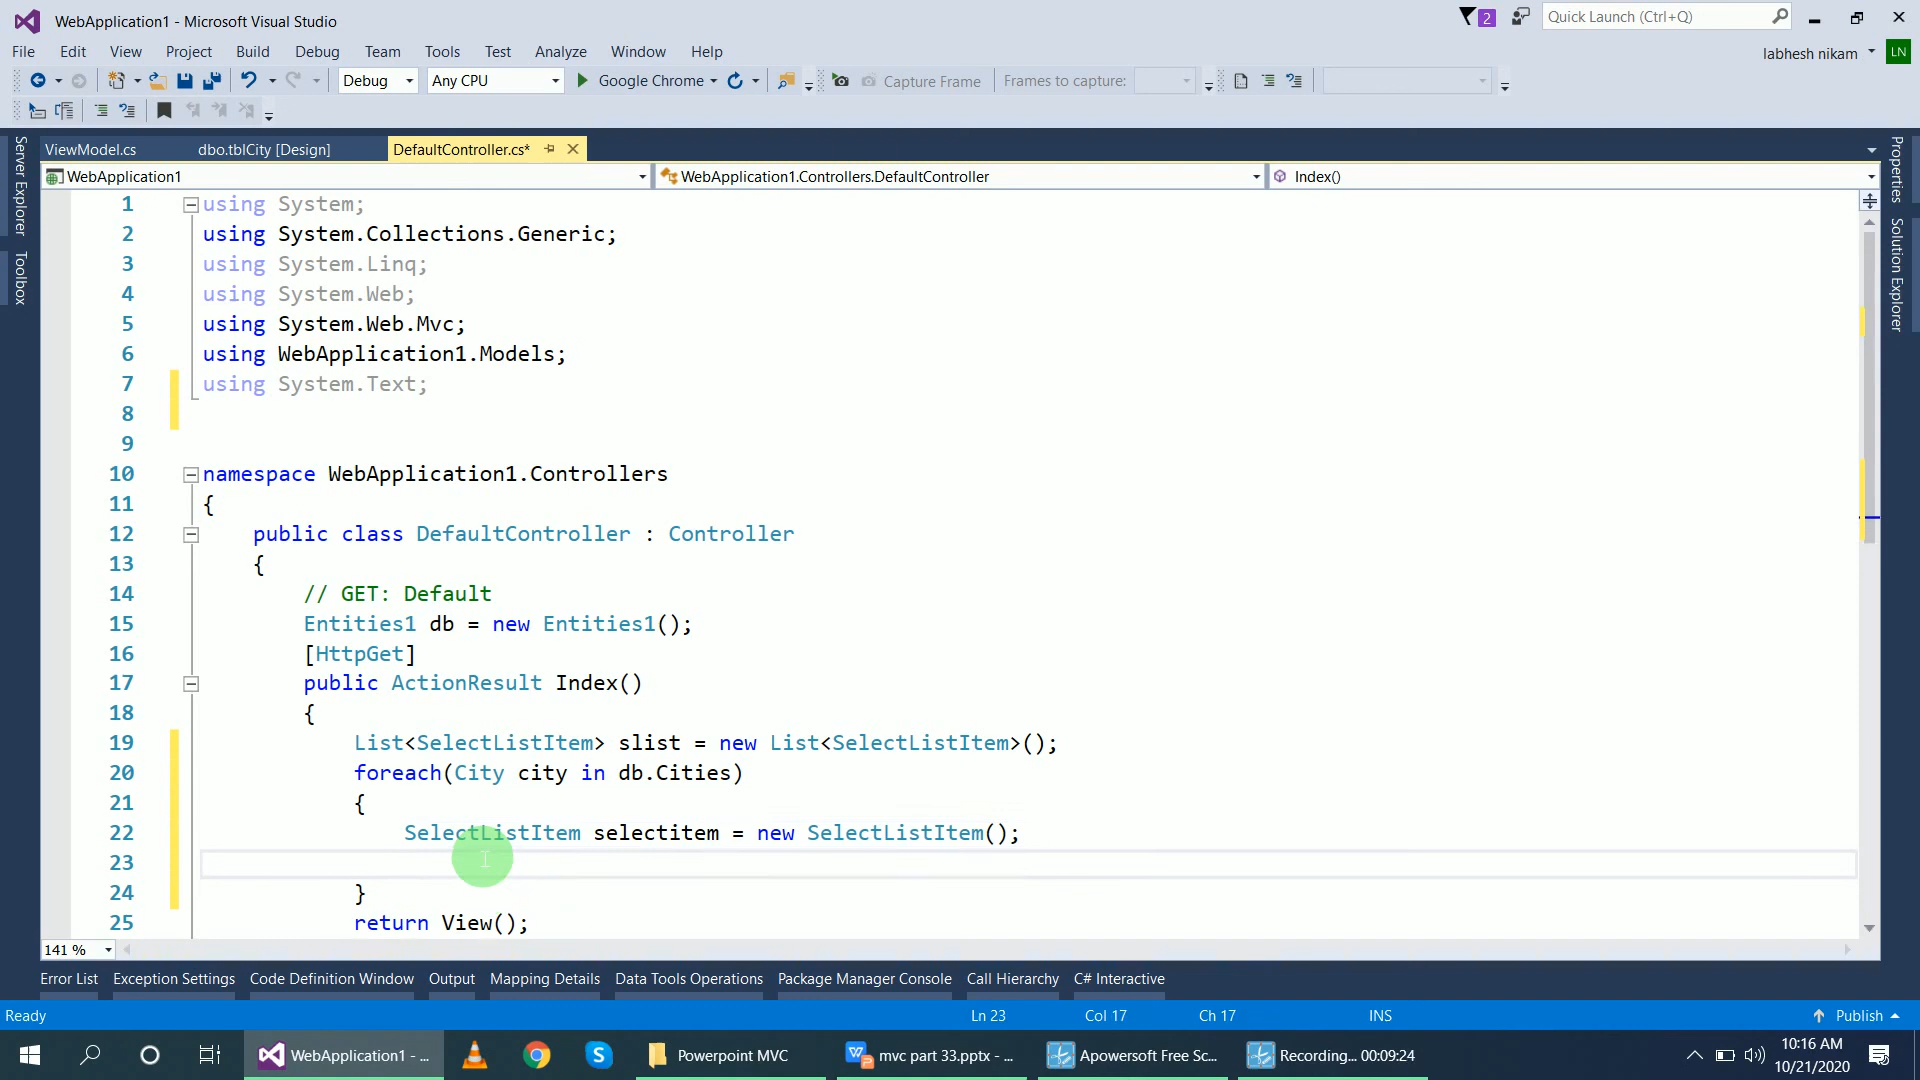 WebApplication1 - Microsoft Visual Studio
2
Quick Launch (Ctrl+Q)
File Edit View Project Build Debug Team Tools Test Analyze Window Help
labhesh nikam LN
Debug Any CPU Google Chrome Capture Frame Frames to capture:
ViewModel.cs dbo.tblCity [Design] DefaultController.cs*
WebApplication1 WebApplication1.Controllers.DefaultController Index()
Server Explorer
Toolbox
Properties
Solution Explorer
1 using System;
2 using System.Collections.Generic;
3 using System.Linq;
4 using System.Web;
5 using System.Web.Mvc;
6 using WebApplication1.Models;
7 using System.Text;
8
9
10 namespace WebApplication1.Controllers
11 {
12 public class DefaultController : Controller
13 {
14 // GET: Default
15 Entities1 db = new Entities1();
16 [HttpGet]
17 public ActionResult Index()
18 {
19 List<SelectListItem> slist = new List<SelectListItem>();
20 foreach(City city in db.Cities)
21 {
22 SelectListItem selectitem = new SelectListItem();
23
24 }
25 return View();
141 %
Error List Exception Settings Code Definition Window Output Mapping Details Data Tools Operations Package Manager Console Call Hierarchy C# Interactive
Ready Ln 23 Col 17 Ch 17 INS Publish
WebApplication1 - ... Powerpoint MVC mvc part 33.pptx - ... Apowersoft Free Sc... Recording... 00:09:24 10:16 AM
10/21/2020